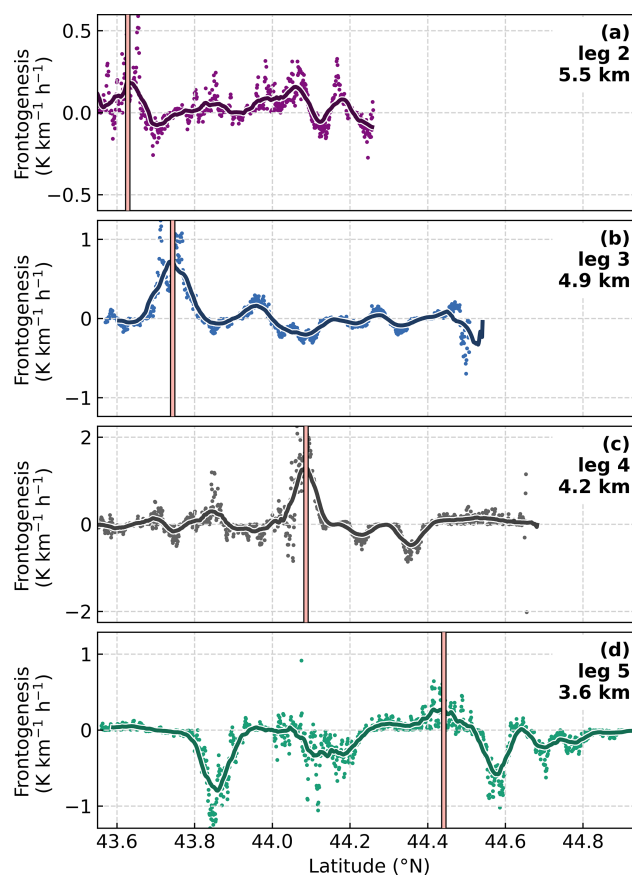 (a)
leg 2
5.5 km
0.5
0.0
−0.5
Frontogenesis
(K km⁻¹ h⁻¹)
(b)
leg 3
4.9 km
1
0
−1
Frontogenesis
(K km⁻¹ h⁻¹)
(c)
leg 4
4.2 km
2
0
−2
Frontogenesis
(K km⁻¹ h⁻¹)
(d)
leg 5
3.6 km
1
0
−1
Frontogenesis
(K km⁻¹ h⁻¹)
43.6 43.8 44.0 44.2 44.4 44.6 44.8
Latitude (°N)